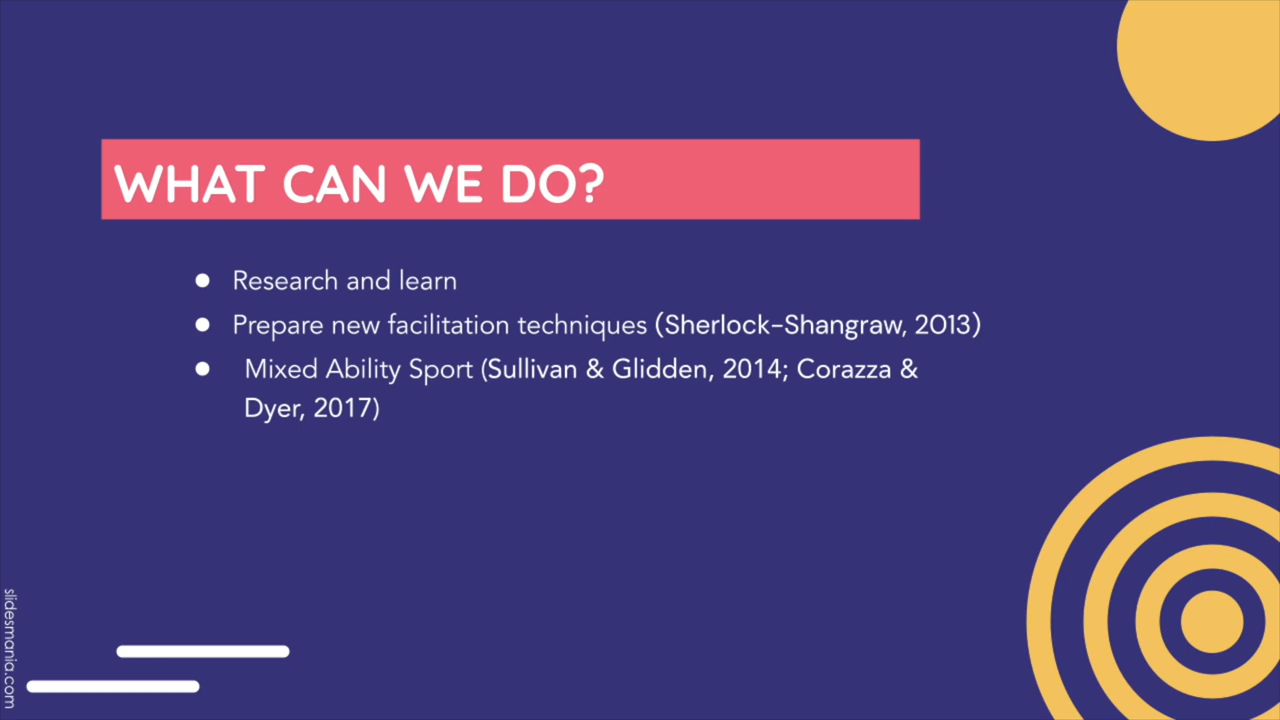 WHAT CAN WE DO?
● Research and learn
● Prepare new facilitation techniques (Sherlock-Shangraw, 2013)
● Mixed Ability Sport (Sullivan & Glidden, 2014; Corazza &
Dyer, 2017)
slidesmania.com